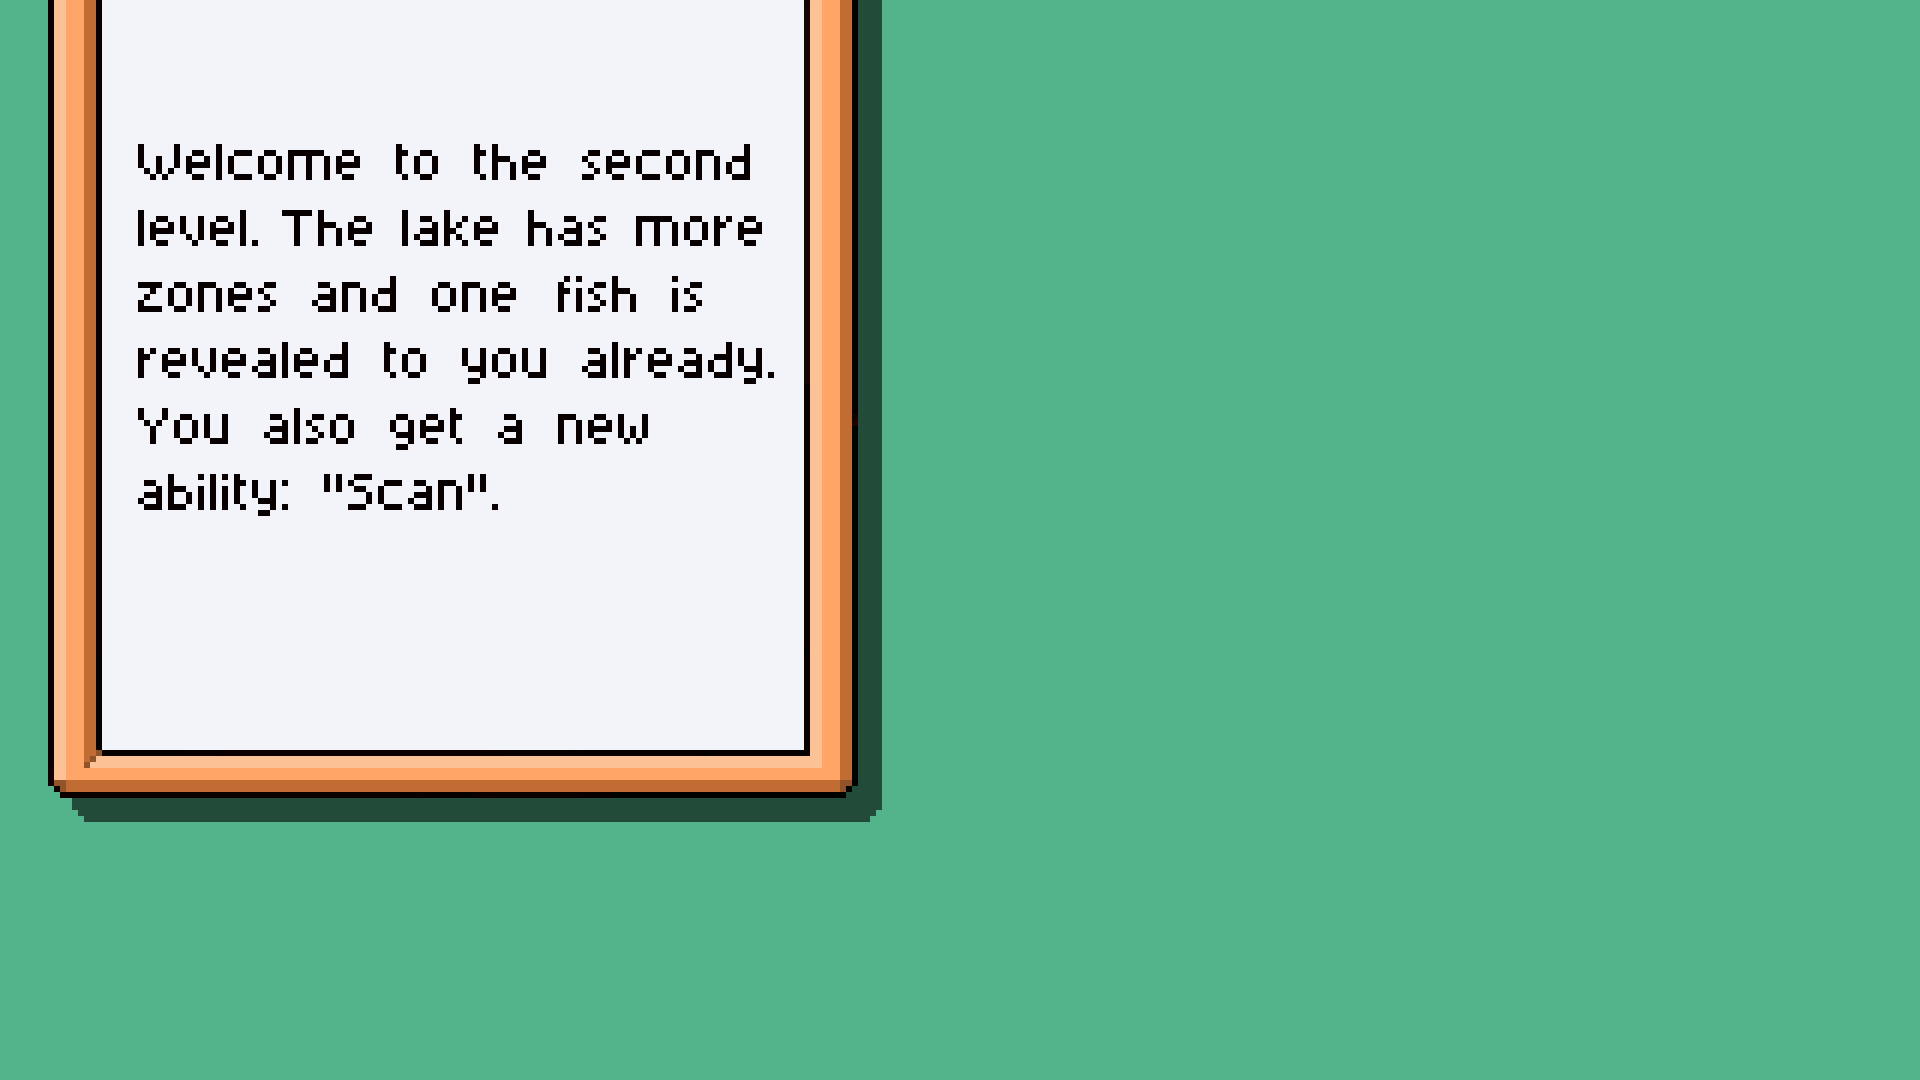 Welcome to the second
level. The lake has more
zones and one fish is
revealed to you already.
You also get a new
ability: "Scan".